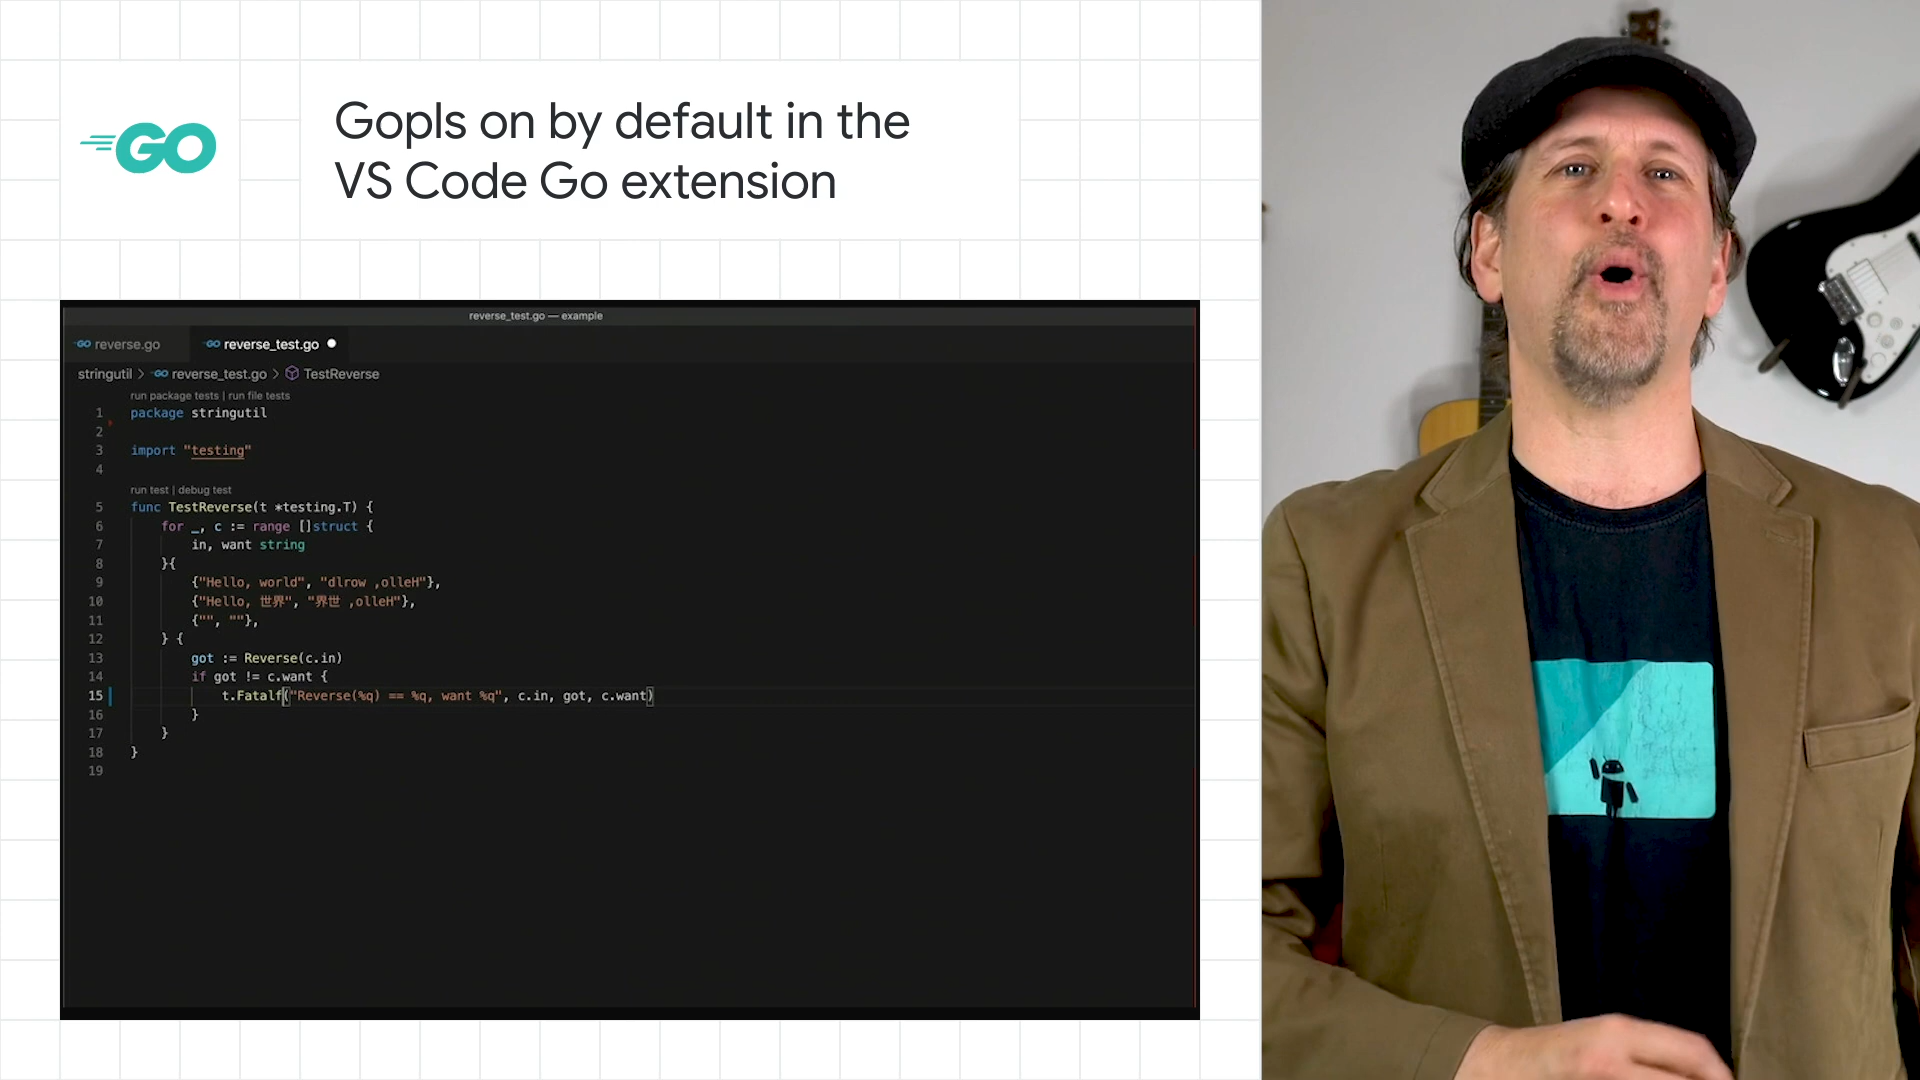 GO
Gopls on by default in the
VS Code Go extension
reverse_test.go — example
GO reverse.go
GO reverse_test.go
stringutil > GO reverse_test.go > TestReverse
run package tests | run file tests
1 package stringutil
2
3 import "testing"
4
run test | debug test
5 func TestReverse(t *testing.T) {
6 for _, c := range []struct {
7 in, want string
8 }{
9 {"Hello, world", "dlrow ,olleH"},
10 {"Hello, 世界", "界世 ,olleH"},
11 {"", ""},
12 } {
13 got := Reverse(c.in)
14 if got != c.want {
15 t.Fatalf("Reverse(%q) == %q, want %q", c.in, got, c.want)
16 }
17 }
18 }
19